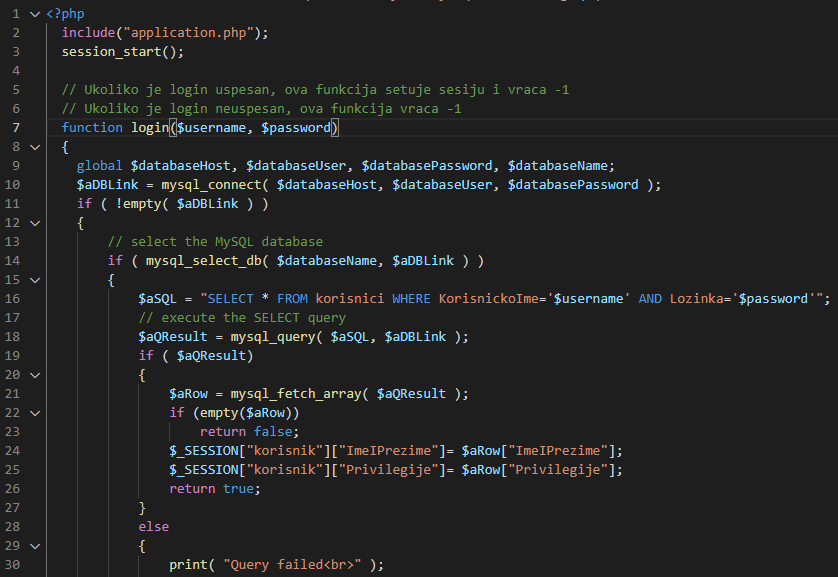 1 <?php
2 include("application.php");
3 session_start();
4
5 // Ukoliko je login uspesan, ova funkcija setuje sesiju i vraca -1
6 // Ukoliko je login neuspesan, ova funkcija vraca -1
7 function login($username, $password)
8 {
9 global $databaseHost, $databaseUser, $databasePassword, $databaseName;
10 $aDBLink = mysql_connect( $databaseHost, $databaseUser, $databasePassword );
11 if ( !empty( $aDBLink ) )
12 {
13 // select the MySQL database
14 if ( mysql_select_db( $databaseName, $aDBLink ) )
15 {
16 $aSQL = "SELECT * FROM korisnici WHERE KorisnickoIme='$username' AND Lozinka='$password'";
17 // execute the SELECT query
18 $aQResult = mysql_query( $aSQL, $aDBLink );
19 if ( $aQResult)
20 {
21 $aRow = mysql_fetch_array( $aQResult );
22 if (empty($aRow))
23 return false;
24 $_SESSION["korisnik"]["ImeIPrezime"]= $aRow["ImeIPrezime"];
25 $_SESSION["korisnik"]["Privilegije"]= $aRow["Privilegije"];
26 return true;
27 }
28 else
29 {
30 print( "Query failed<br>" );